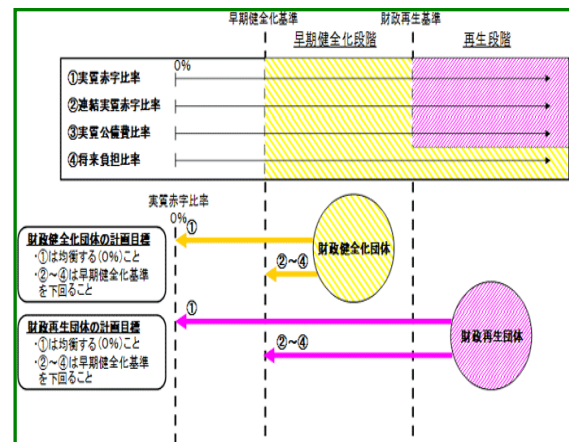 早期健全化基準
財政再生基準
早期健全化段階
再生段階
0%
①実質赤字比率
②連結実質赤字比率
③実質公債費比率
④将来負担比率
実質赤字比率
0%
①
財政健全化団体の計画目標
・①は均衡する(0%)こと
・②～④は早期健全化基準
を下回ること
財政健全化団体
②～④
①
財政再生団体の計画目標
・①は均衡する(0%)こと
・②～④は早期健全化基準
を下回ること
財政再生団体
②～④